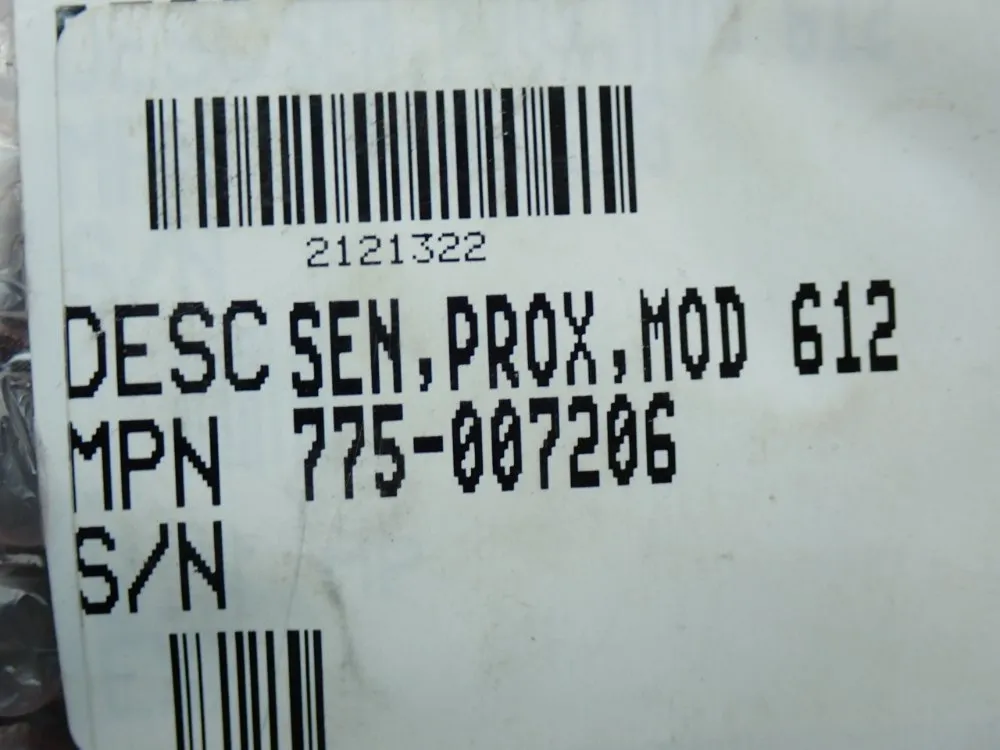 2121322
DESC SEN,PROX,MOD 612
MPN 775-007206
S/N